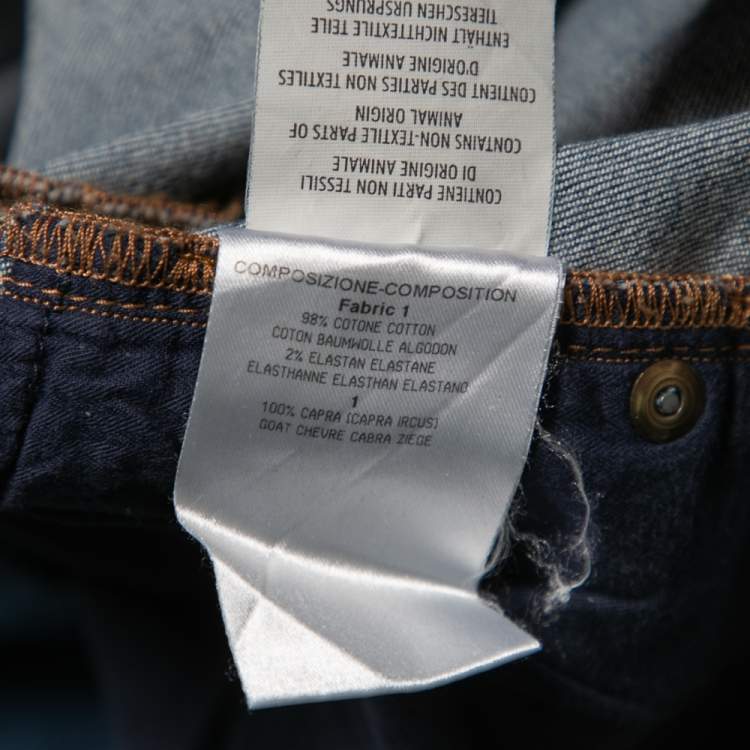 COMPOSIZIONE-COMPOSITION
Fabric 1
98% COTONE COTTON
COTON BAUMWOLLE ALGODON
2% ELASTAN ELASTANE
ELASTHANNE ELASTHAN ELASTANO
1
100% CAPRA (CAPRA IRCUS)
GOAT CHEVRE CABRA ZIEGE
CONTIENE PARTI NON TESSILI
DI ORIGINE ANIMALE
CONTAINS NON-TEXTILE PARTS OF
ANIMAL ORIGIN
CONTIENT DES PARTIES NON TEXTILES
D'ORIGINE ANIMALE
ENTHÄLT NICHTTEXTILE TEILE
TIERESCHEN URSPRUNGS